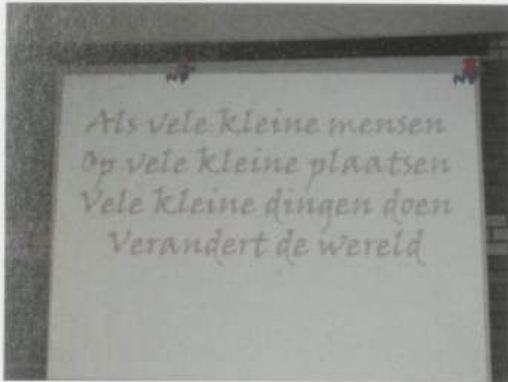 Als vele kleine mensen
Op vele kleine plaatsen
Vele kleine dingen doen
Verandert de wereld